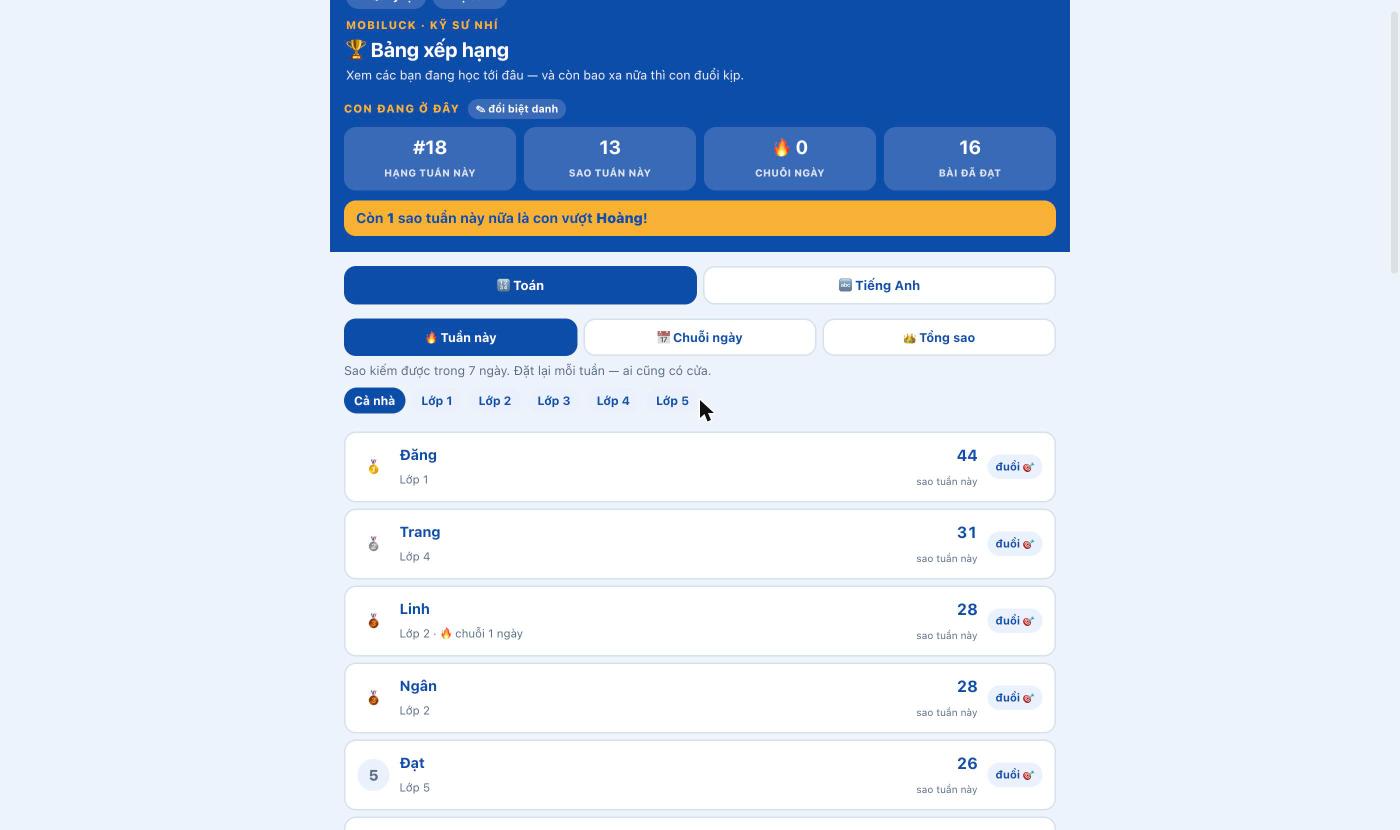 MOBILUCK · KỸ SƯ NHÍ
🏆 Bảng xếp hạng
Xem các bạn đang học tới đâu — và còn bao xa nữa thì con đuổi kịp.
CON ĐANG Ở ĐÂY ✎ đổi biệt danh
#18 13 🔥 0 16
HẠNG TUẦN NÀY SAO TUẦN NÀY CHUỖI NGÀY BÀI ĐÃ ĐẠT
Còn 1 sao tuần này nữa là con vượt Hoàng!
🔢 Toán 🔤 Tiếng Anh
🔥 Tuần này 📅 Chuỗi ngày 👑 Tổng sao
Sao kiếm được trong 7 ngày. Đặt lại mỗi tuần — ai cũng có cửa.
Cả nhà Lớp 1 Lớp 2 Lớp 3 Lớp 4 Lớp 5
🥇 Đăng 44 đuổi 🎯
Lớp 1 sao tuần này
🥈 Trang 31 đuổi 🎯
Lớp 4 sao tuần này
🥉 Linh 28 đuổi 🎯
Lớp 2 · 🔥 chuỗi 1 ngày sao tuần này
🥉 Ngân 28 đuổi 🎯
Lớp 2 sao tuần này
5 Đạt 26 đuổi 🎯
Lớp 5 sao tuần này